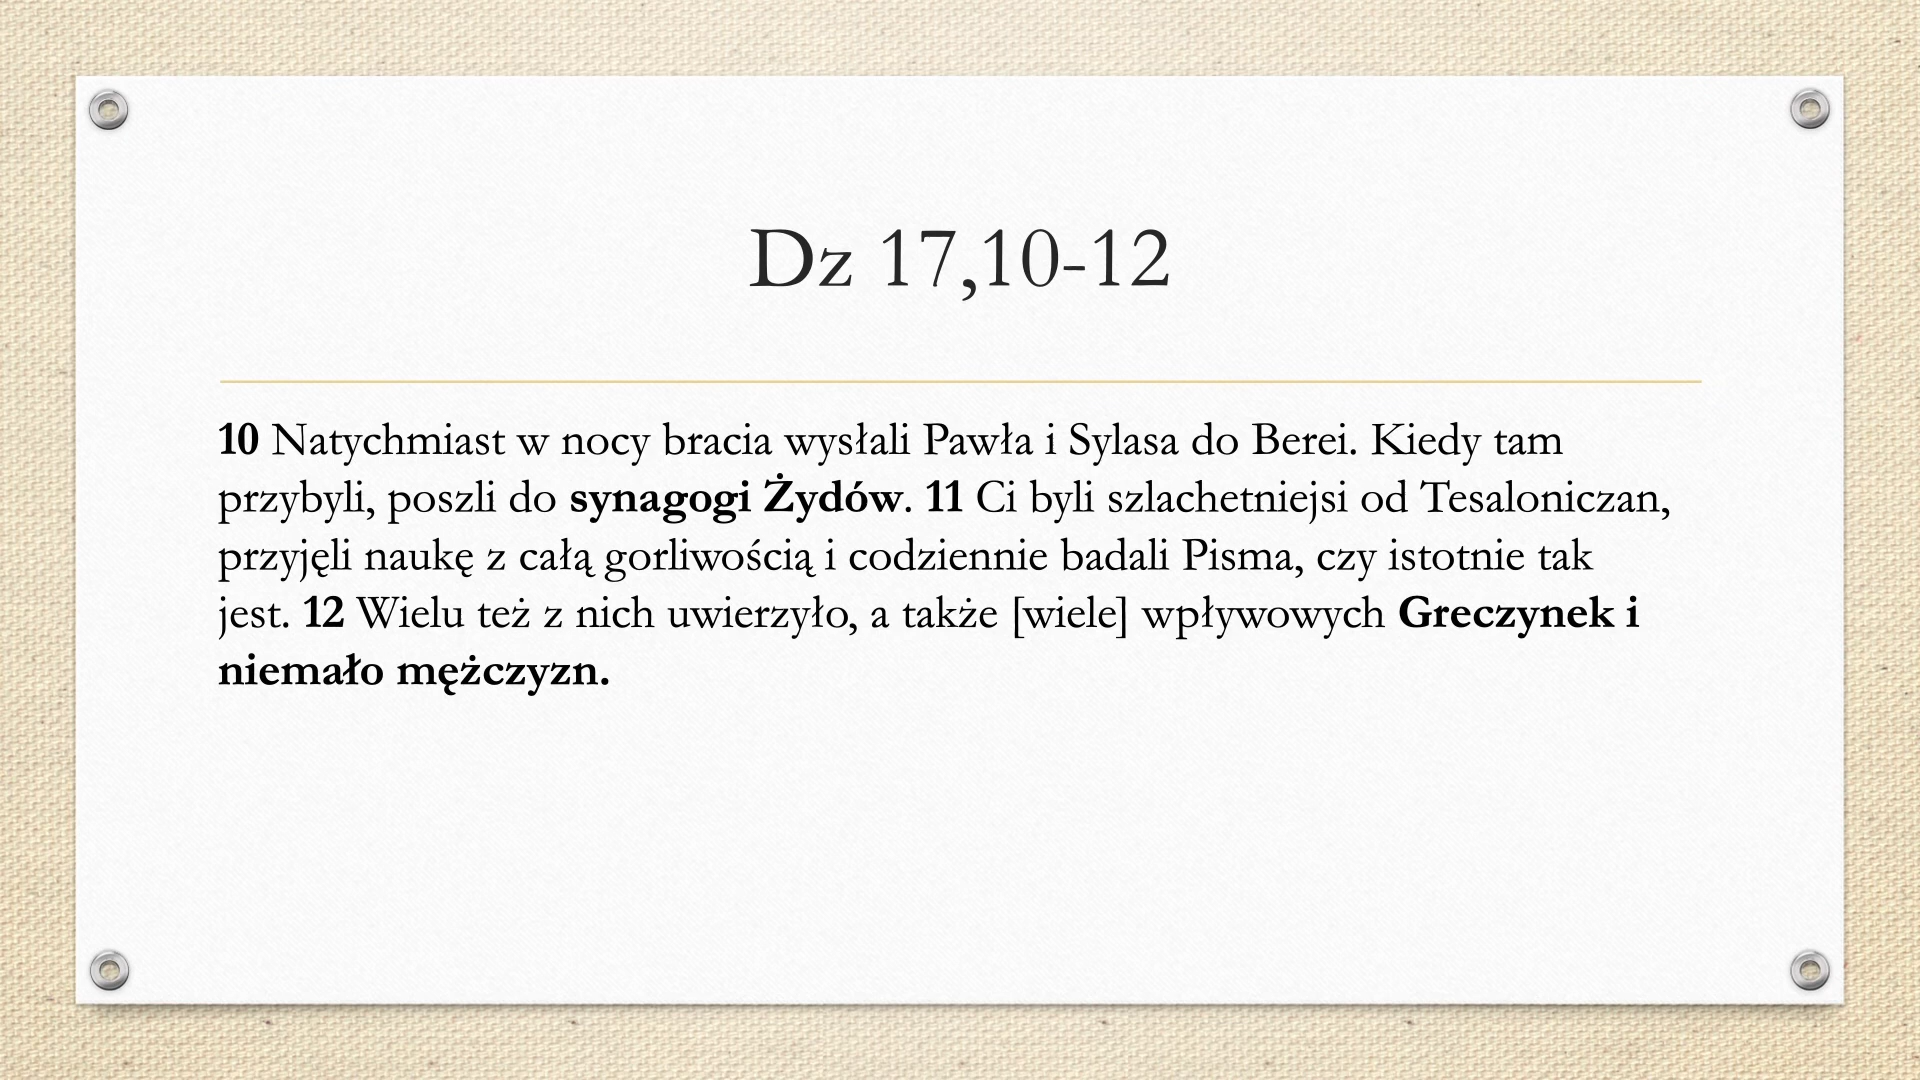 Dz 17,10-12
10 Natychmiast w nocy bracia wysłali Pawła i Sylasa do Berei. Kiedy tam
przybyli, poszli do synagogi Żydów. 11 Ci byli szlachetniejsi od Tesaloniczan,
przyjęli naukę z całą gorliwością i codziennie badali Pisma, czy istotnie tak
jest. 12 Wielu też z nich uwierzyło, a także [wiele] wpływowych Greczynek i
niemało mężczyzn.